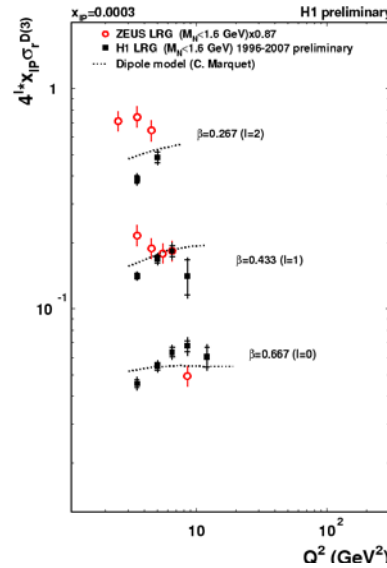 x_IP=0.0003 H1 preliminary
ZEUS LRG (M_N<1.6 GeV)x0.87
H1 LRG (M_N<1.6 GeV) 1996-2007 preliminary
Dipole model (C. Marquet)
4^l*x_IPσ_r^D(3)
1
β=0.267 (l=2)
β=0.433 (l=1)
10^-1
β=0.667 (l=0)
10 10^2
Q^2 (GeV^2)